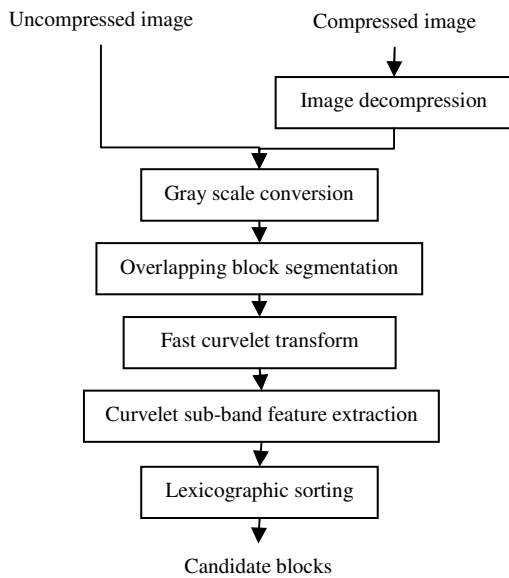 Uncompressed image
Compressed image
Image decompression
Gray scale conversion
Overlapping block segmentation
Fast curvelet transform
Curvelet sub-band feature extraction
Lexicographic sorting
Candidate blocks